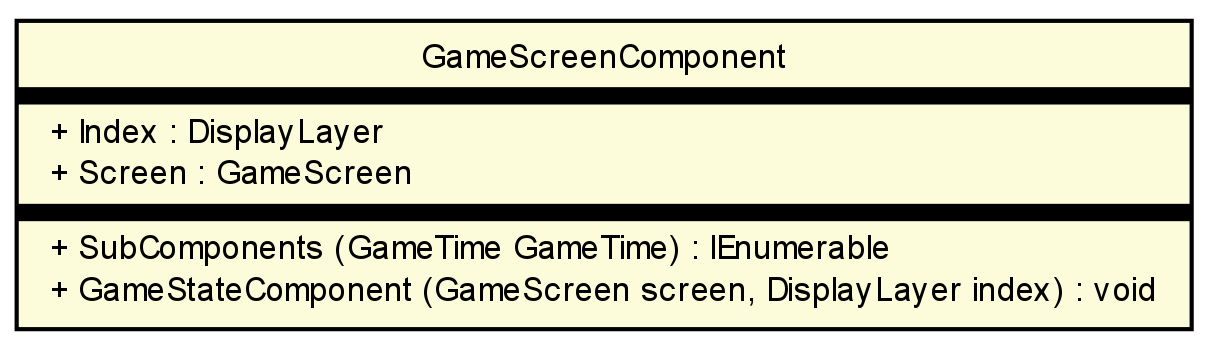 GameScreenComponent
+ Index : DisplayLayer
+ Screen : GameScreen
+ SubComponents (GameTime GameTime) : IEnumerable
+ GameStateComponent (GameScreen screen, DisplayLayer index) : void